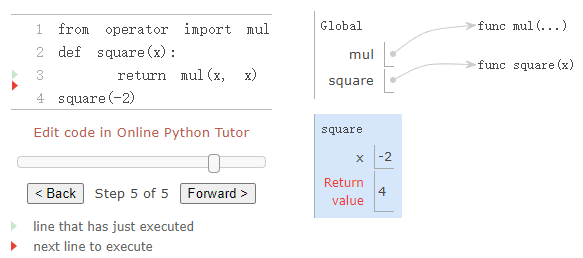 1 from operator import mul
2 def square(x):
3     return mul(x, x)
4 square(-2)
Edit code in Online Python Tutor
< Back Step 5 of 5 Forward >
line that has just executed
next line to execute
Global
mul
square
func mul(...)
func square(x)
square
x -2
Return
value 4